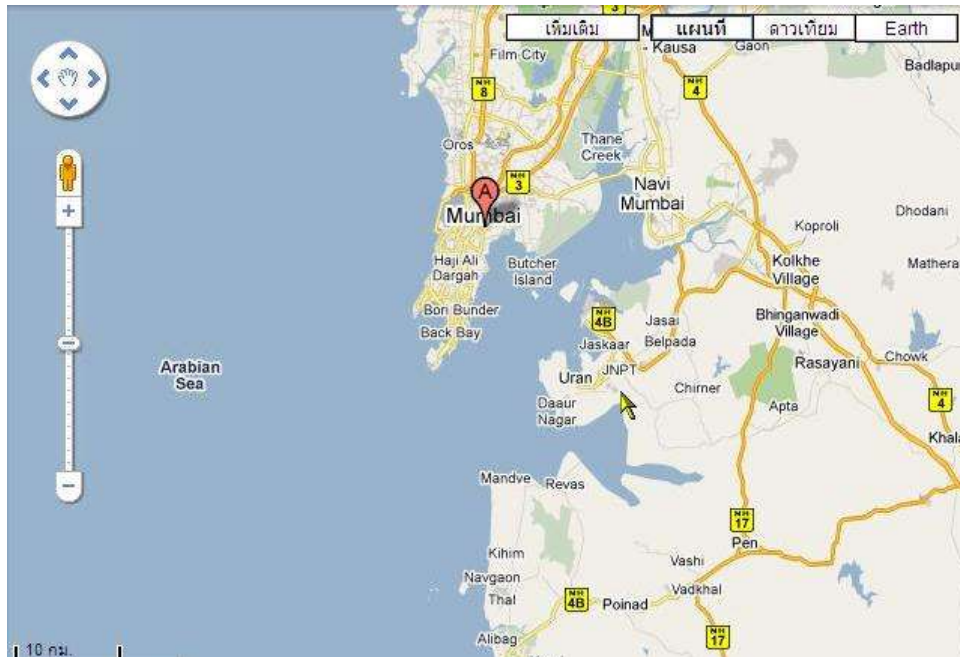 3
เพิ่มเติม
แผนที่
ดาวเทียม
Earth
Kausa
Gaon
Film City
Badlapur
NH
8
NH
4
Oros
Thane
Creek
NH
3
A
Mumbai
Navi
Mumbai
Dhodani
Koproli
Haji Ali
Dargah
Butcher
Island
Kolkhe
Village
Mathera
Bori Bunder
Back Bay
NH
4B
Jasai
Bhinganwadi
Village
Jaskaar
Belpada
Arabian
Sea
Rasayani
Chowk
Uran
JNPT
Chirner
Daaur
Nagar
Apta
NH
4
Khala
Mandve
Revas
NH
17
Pen
Kihim
Vashi
Navgaon
Thal
Vadkhal
NH
4B
Poinad
NH
17
Alibag
10 กม.